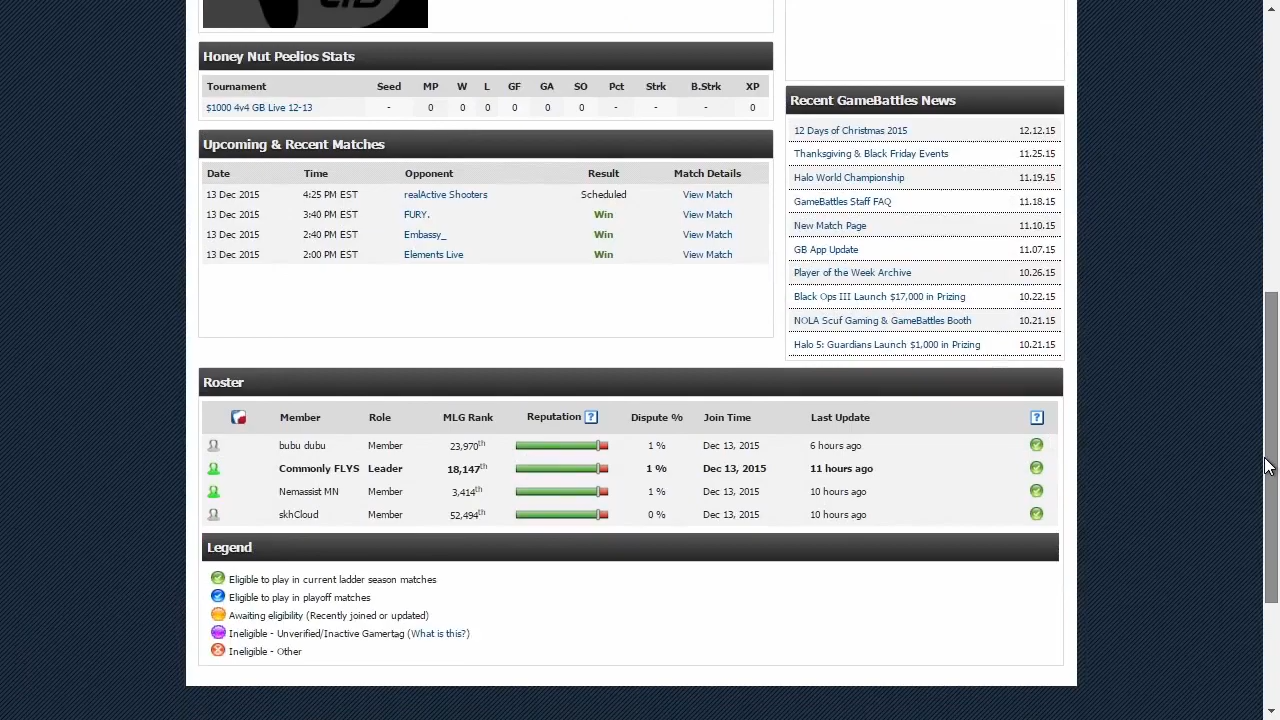 Honey Nut Peelios Stats
Tournament Seed MP W L GF GA SO Pct Strk B.Strk XP
$1000 4v4 GB Live 12-13 - 0 0 0 0 0 0 - - - 0
Upcoming & Recent Matches
Date Time Opponent Result Match Details
13 Dec 2015 4:25 PM EST realActive Shooters Scheduled View Match
13 Dec 2015 3:40 PM EST FURY. Win View Match
13 Dec 2015 2:40 PM EST Embassy_ Win View Match
13 Dec 2015 2:00 PM EST Elements Live Win View Match
Recent GameBattles News
12 Days of Christmas 2015 12.12.15
Thanksgiving & Black Friday Events 11.25.15
Halo World Championship 11.19.15
GameBattles Staff FAQ 11.18.15
New Match Page 11.10.15
GB App Update 11.07.15
Player of the Week Archive 10.26.15
Black Ops III Launch $17,000 in Prizing 10.22.15
NOLA Scuf Gaming & GameBattles Booth 10.21.15
Halo 5: Guardians Launch $1,000 in Prizing 10.21.15
Roster
Member Role MLG Rank Reputation ? Dispute % Join Time Last Update ?
bubu dubu Member 23,970th 1 % Dec 13, 2015 6 hours ago
Commonly FLYS Leader 18,147th 1 % Dec 13, 2015 11 hours ago
Nemassist MN Member 3,414th 1 % Dec 13, 2015 10 hours ago
skhCloud Member 52,494th 0 % Dec 13, 2015 10 hours ago
Legend
Eligible to play in current ladder season matches
Eligible to play in playoff matches
Awaiting eligibility (Recently joined or updated)
Ineligible - Unverified/Inactive Gamertag (What is this?)
Ineligible - Other